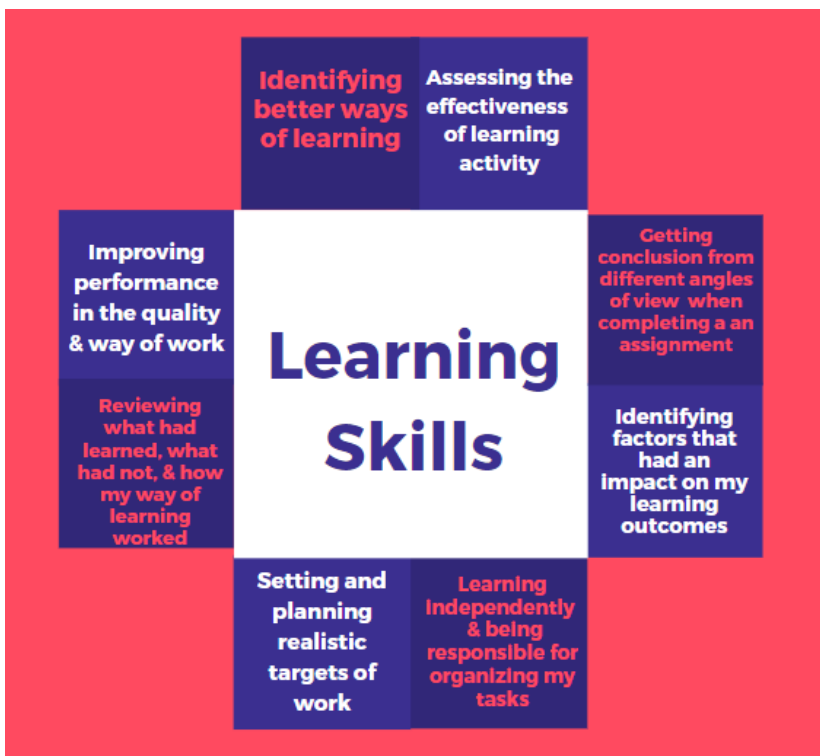 Identifying
better ways
of learning
Assessing the
effectiveness
of learning
activity
Improving
performance
in the quality
& way of work
Getting
conclusion from
different angles
of view when
completing a an
assignment
Learning
Skills
Reviewing
what had
learned, what
had not, & how
my way of
learning
worked
Identifying
factors that
had an
impact on my
learning
outcomes
Setting and
planning
realistic
targets of
work
Learning
Independently
& being
responsible for
organizing my
tasks